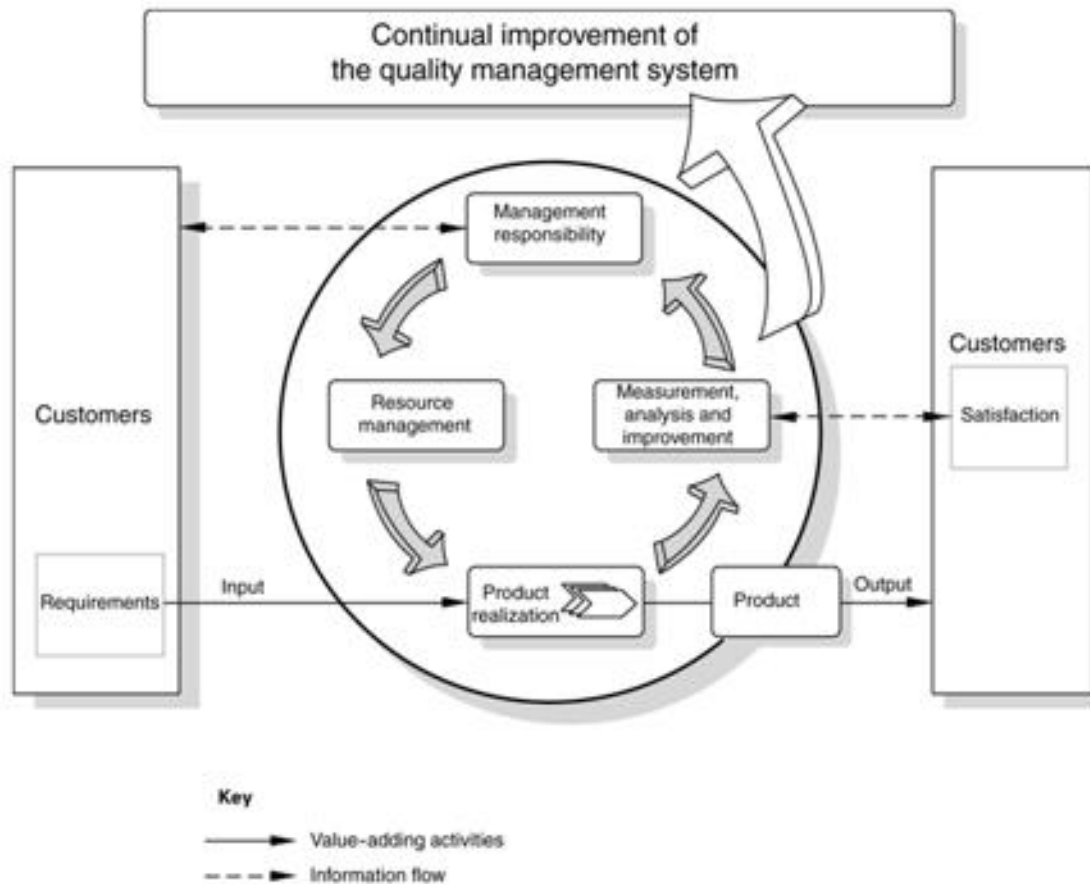 Continual improvement of
the quality management system
Management
responsibility
Customers
Resource
management
Measurement,
analysis and
improvement
Customers
Satisfaction
Requirements
Input
Product
realization
Product
Output
Key
Value-adding activities
Information flow